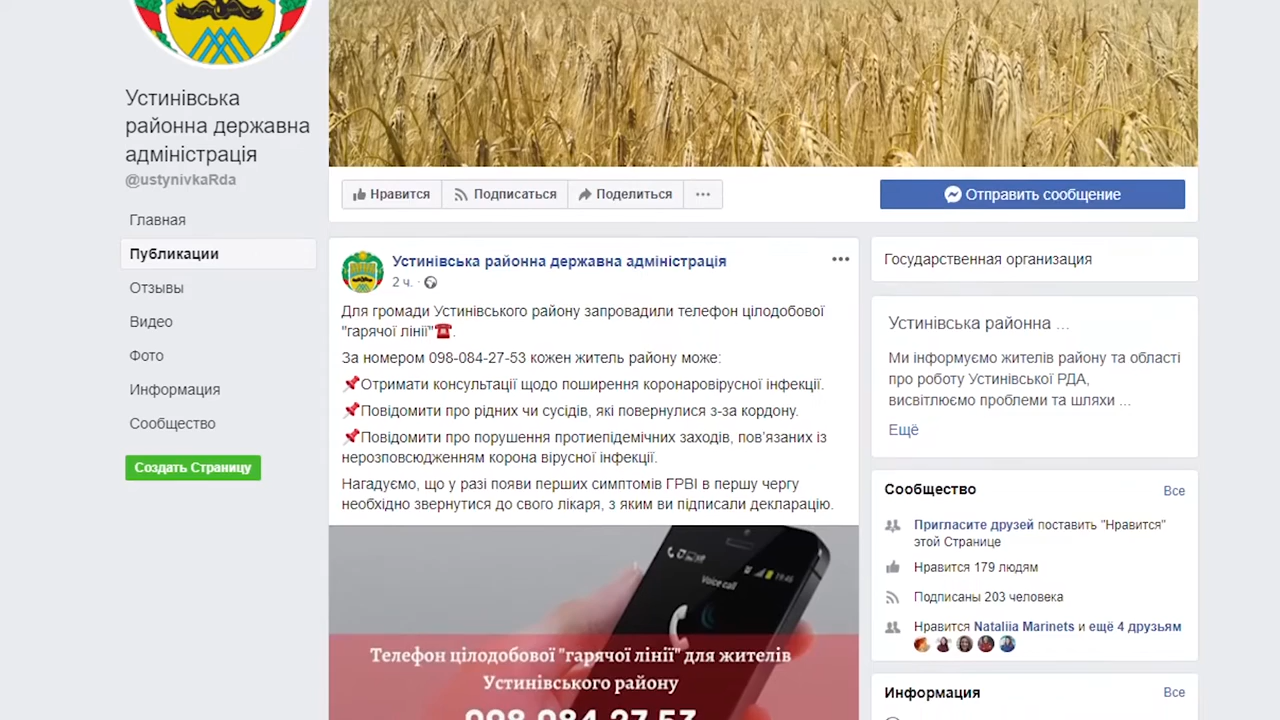 Устинівська
районна державна
адміністрація
@ustynivkaRda
Главная
Публикации
Отзывы
Видео
Фото
Информация
Сообщество
Создать Страницу
Нравится
Подписаться
Поделиться
Отправить сообщение
Устинівська районна державна адміністрація
2 ч.
Для громади Устинівського району запровадили телефон цілодобової
"гарячої лінії"☎️.
За номером 098-084-27-53 кожен житель району може:
📌Отримати консультації щодо поширення коронаровірусної інфекції.
📌Повідомити про рідних чи сусідів, які повернулися з-за кордону.
📌Повідомити про порушення протиепідемічних заходів, пов'язаних із
нерозповсюдженням корона вірусної інфекції.
Нагадуємо, що у разі появи перших симптомів ГРВІ в першу чергу
необхідно звернутися до свого лікаря, з яким ви підписали декларацію.
19:46
Voice call
Телефон цілодобової "гарячої лінії" для жителів
Устинівського району
098-084-27-53
Государственная организация
Устинівська районна ...
Ми інформуємо жителів району та області
про роботу Устинівської РДА,
висвітлюємо проблеми та шляхи ...
Ещё
Сообщество
Все
Пригласите друзей поставить "Нравится"
этой Странице
Нравится 179 людям
Подписаны 203 человека
Нравится Nataliia Marinets и ещё 4 друзьям
Информация
Все